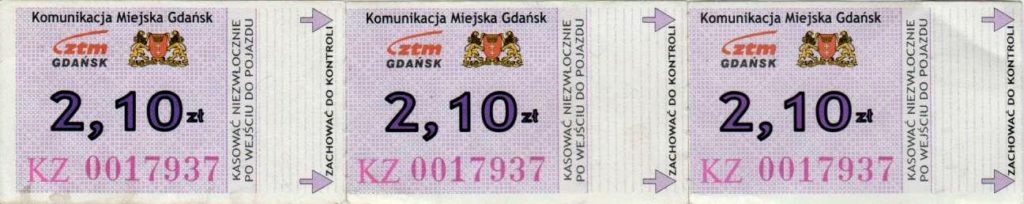 Komunikacja Miejska Gdańsk
ztm
GDAŃSK
2,10 zł
KZ 0017937
KASOWAĆ NIEZWŁOCZNIE
PO WEJŚCIU DO POJAZDU
ZACHOWAĆ DO KONTROLI
Komunikacja Miejska Gdańsk
ztm
GDAŃSK
2,10 zł
KZ 0017937
KASOWAĆ NIEZWŁOCZNIE
PO WEJŚCIU DO POJAZDU
ZACHOWAĆ DO KONTROLI
Komunikacja Miejska Gdańsk
ztm
GDAŃSK
2,10 zł
KZ 0017937
KASOWAĆ NIEZWŁOCZNIE
PO WEJŚCIU DO POJAZDU
ZACHOWAĆ DO KONTROLI